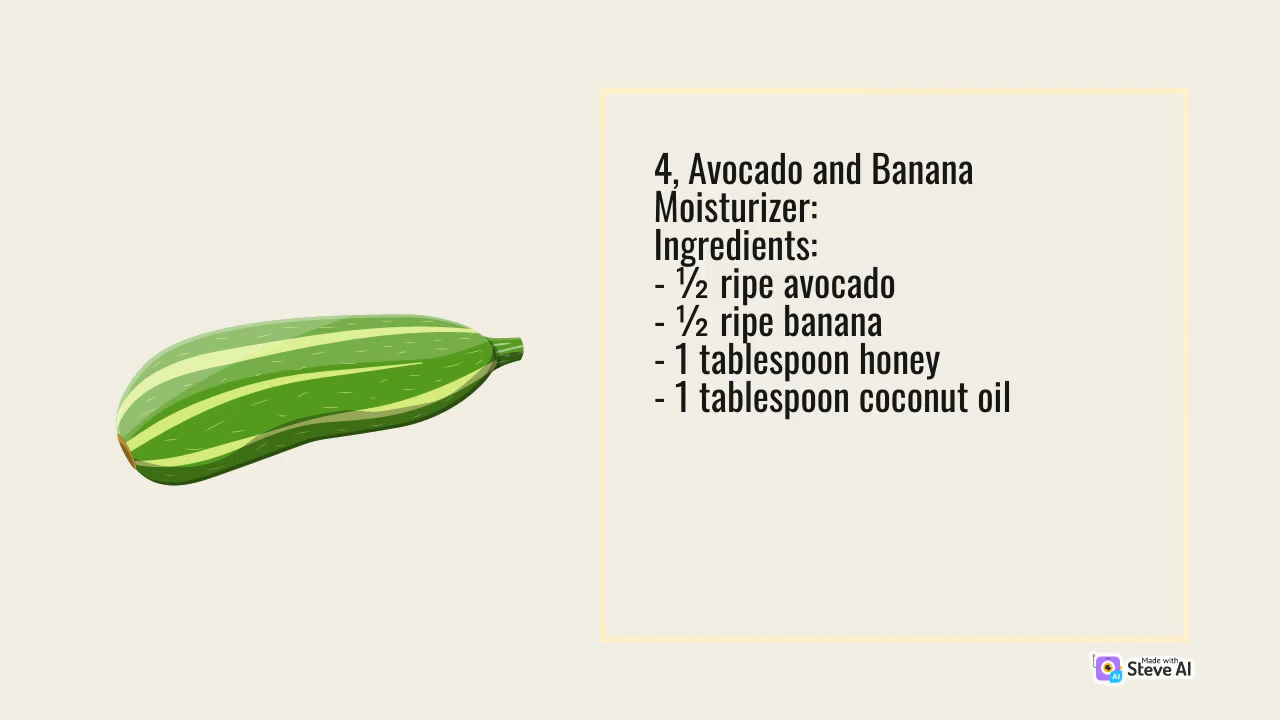 4, Avocado and Banana
Moisturizer:
Ingredients:
- ½ ripe avocado
- ½ ripe banana
- 1 tablespoon honey
- 1 tablespoon coconut oil
Made with
Steve AI
AI